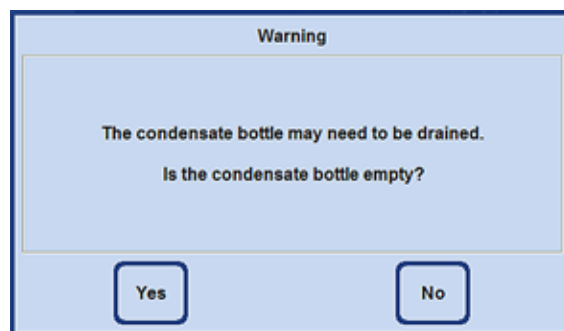 Warning
The condensate bottle may need to be drained.
Is the condensate bottle empty?
Yes No